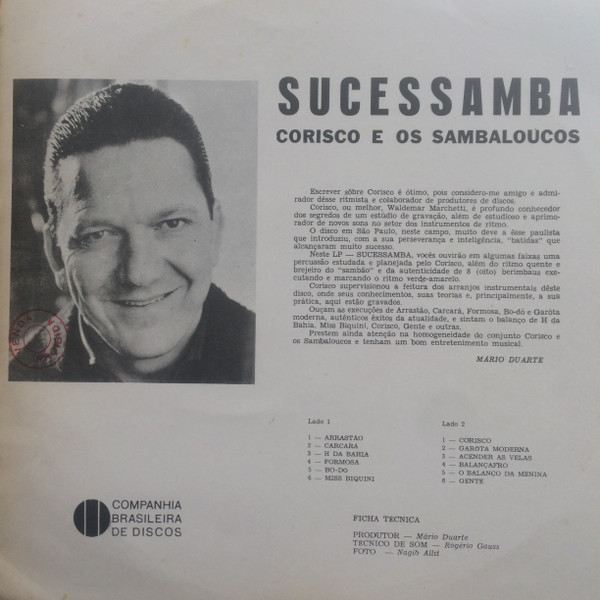 SUCESSAMBA
CORISCO E OS SAMBALOUCOS
Escrever sôbre Corisco é ótimo, pois considero-me amigo e admi-
rador dêsse ritmista e colaborador de produtores de discos.
Corisco, ou melhor, Waldemar Marchetti, é profundo conhecedor
dos segredos de um estúdio de gravação, além de estudioso e aprimo-
rador de novos sons no setor dos instrumentos de ritmo.
O disco em São Paulo, neste campo, muito deve a êsse paulista
que introduziu, com a sua perseverança e inteligência, "batidas" que
alcançaram muito sucesso.
Neste LP — SUCESSAMBA, vocês ouvirão em algumas faixas uma
percussão estudada e planejada pelo Corisco, além do ritmo quente e
brejeiro do "sambão" e da autenticidade de 8 (oito) berimbaus exe-
cutando e marcando o ritmo verde-amarelo.
Corisco supervisionou a feitura dos arranjos instrumentais dêste
disco, onde seus conhecimentos, suas teorias e, principalmente, a sua
prática, aqui estão gravados.
Ouçam as execuções de Arrastão, Carcará, Formosa, Bo-dó e Garôta
moderna, autênticos êxitos da atualidade, e sintam o balanço de H da
Bahia, Miss Biquini, Corisco, Gente e outras.
Prestem ainda atenção na homogeneidade do conjunto Corisco e
os Sambaloucos e tenham um bom entretenimento musical.
MÁRIO DUARTE
Lado 1
1 — ARRASTÃO
2 — CARCARÁ
3 — H DA BAHIA
4 — FORMOSA
5 — BO-DÓ
6 — MISS BIQUINI
Lado 2
1 — CORISCO
2 — GARÔTA MODERNA
3 — ACENDER AS VELAS
4 — BALANÇAFRO
5 — O BALANÇO DA MENINA
6 — GENTE
COMPANHIA
BRASILEIRA
DE DISCOS
FICHA TÉCNICA
PRODUTOR — Mário Duarte
TÉCNICO DE SOM — Rogério Gauss
FOTO — Nagib Allit